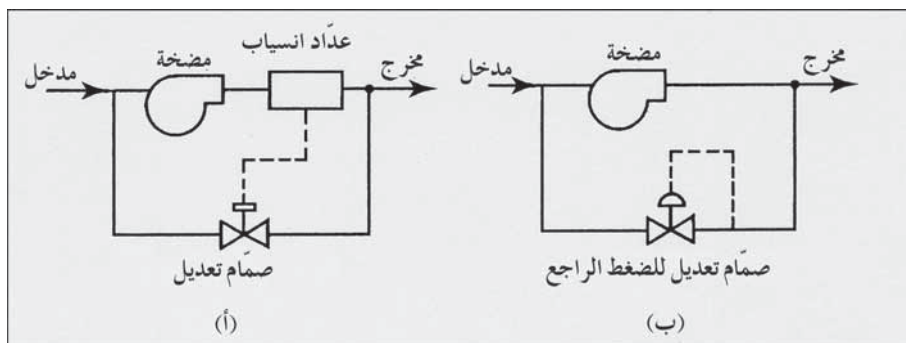 عدّاد انسياب
مضخة
مخرج
مدخل
صمّام تعديل
(أ)
مضخة
مخرج
مدخل
صمّام تعديل للضغط الراجع
(ب)